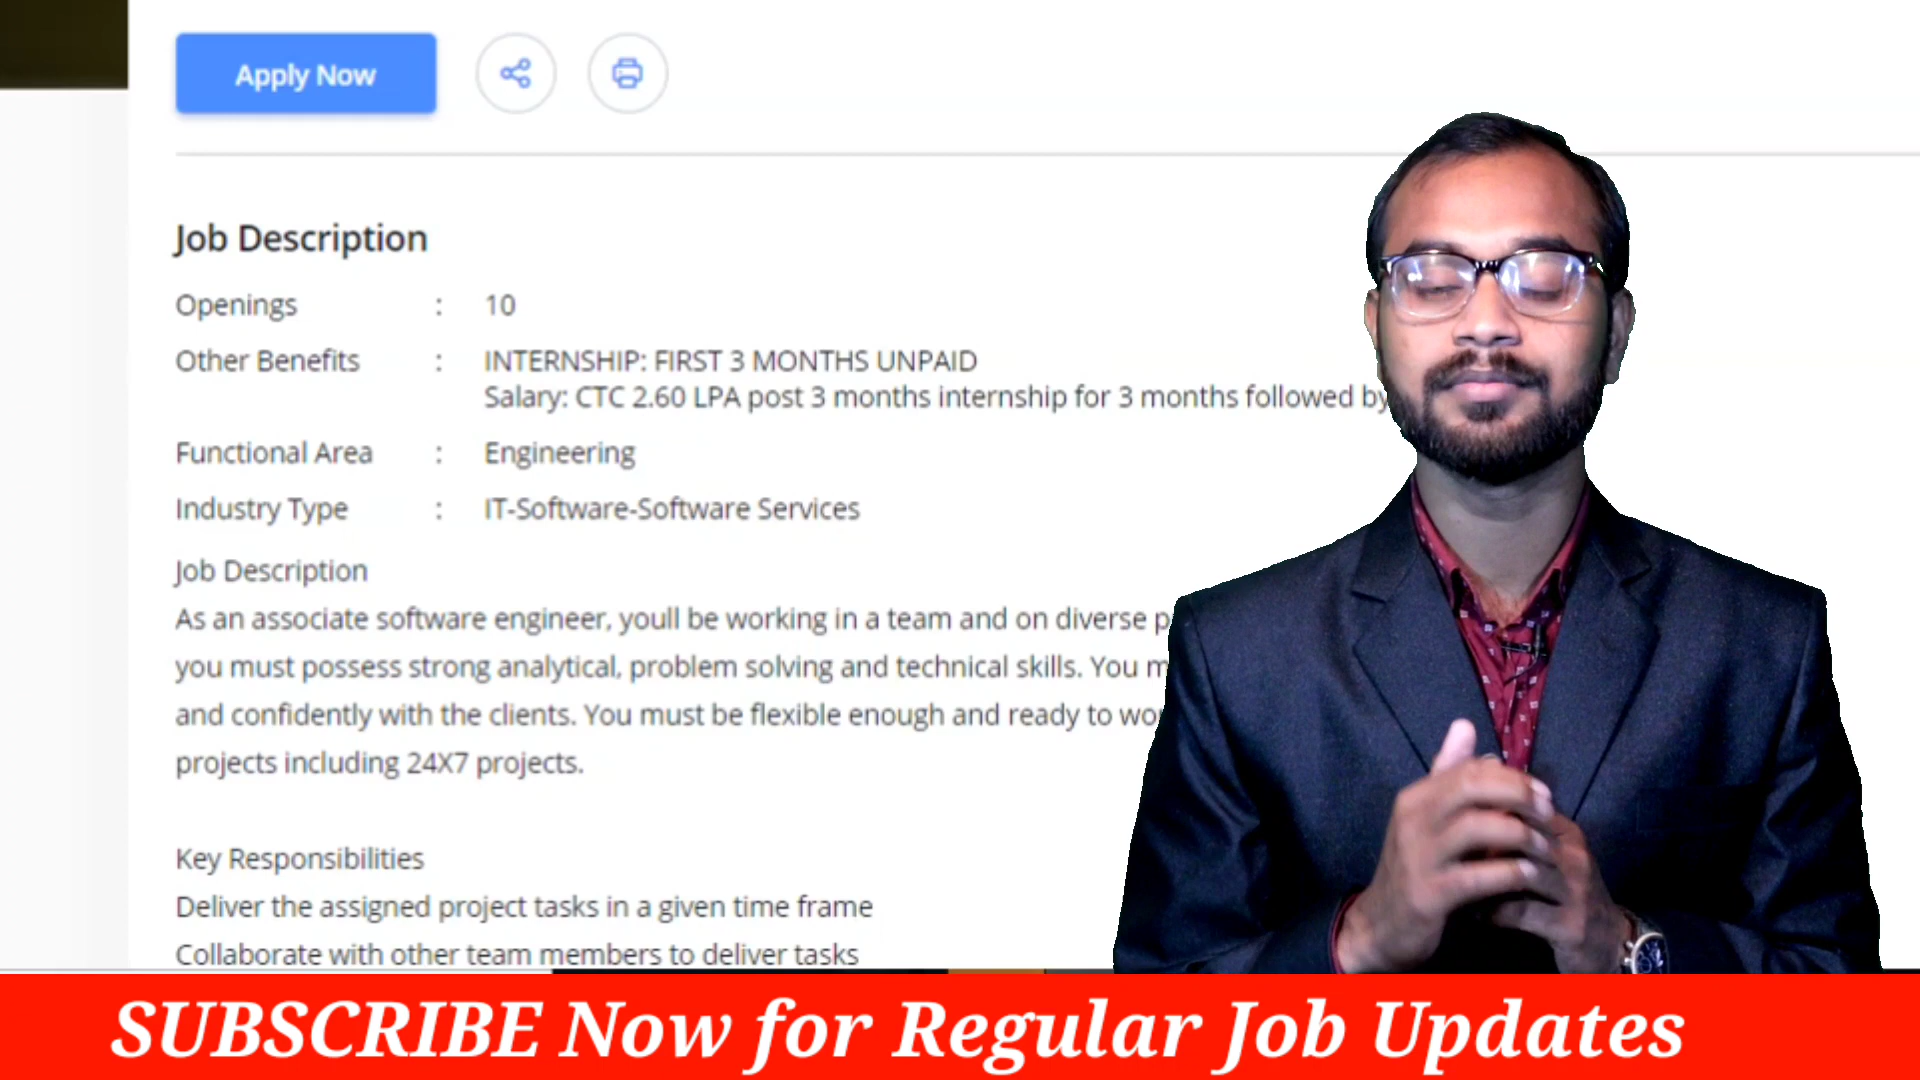 Apply Now
Job Description
Openings : 10
Other Benefits : INTERNSHIP: FIRST 3 MONTHS UNPAID
Salary: CTC 2.60 LPA post 3 months internship for 3 months followed by
Functional Area : Engineering
Industry Type : IT-Software-Software Services
Job Description
As an associate software engineer, youll be working in a team and on diverse
you must possess strong analytical, problem solving and technical skills. You
and confidently with the clients. You must be flexible enough and ready to
projects including 24X7 projects.
Key Responsibilities
Deliver the assigned project tasks in a given time frame
Collaborate with other team members to deliver tasks
SUBSCRIBE Now for Regular Job Updates